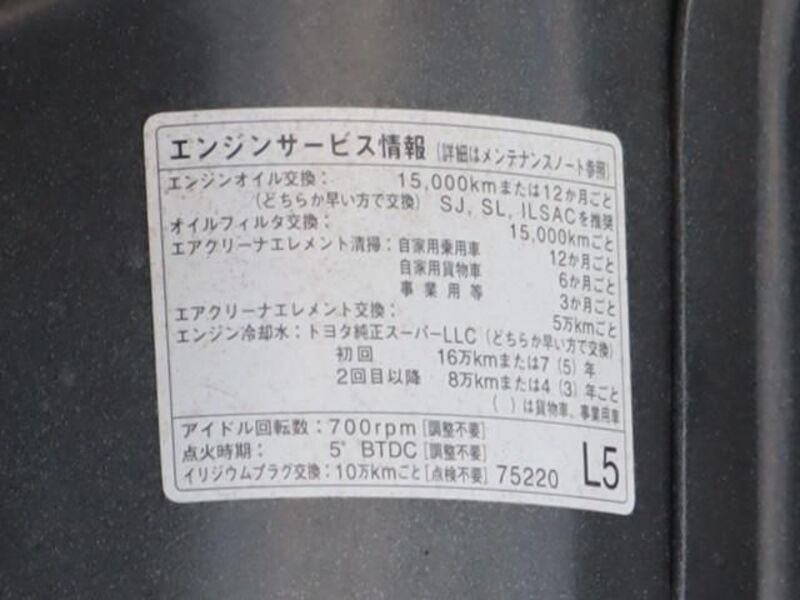 エンジンサービス情報 (詳細はメンテナンスノート参照)
エンジンオイル交換: 15,000kmまたは12か月ごと
(どちらか早い方で交換) SJ, SL, ILSACを推奨
オイルフィルタ交換: 15,000kmごと
エアクリーナエレメント清掃: 自家用乗用車 12か月ごと
自家用貨物車 6か月ごと
事業用等 3か月ごと
エアクリーナエレメント交換: 5万kmごと
エンジン冷却水: トヨタ純正スーパーLLC (どちらか早い方で交換)
初回 16万kmまたは7 (5) 年
2回目以降 8万kmまたは4 (3) 年ごと
( ) は貨物車、事業用車
アイドル回転数: 700rpm [調整不要]
点火時期: 5° BTDC [調整不要]
イリジウムプラグ交換: 10万kmごと [点検不要] 75220 L5